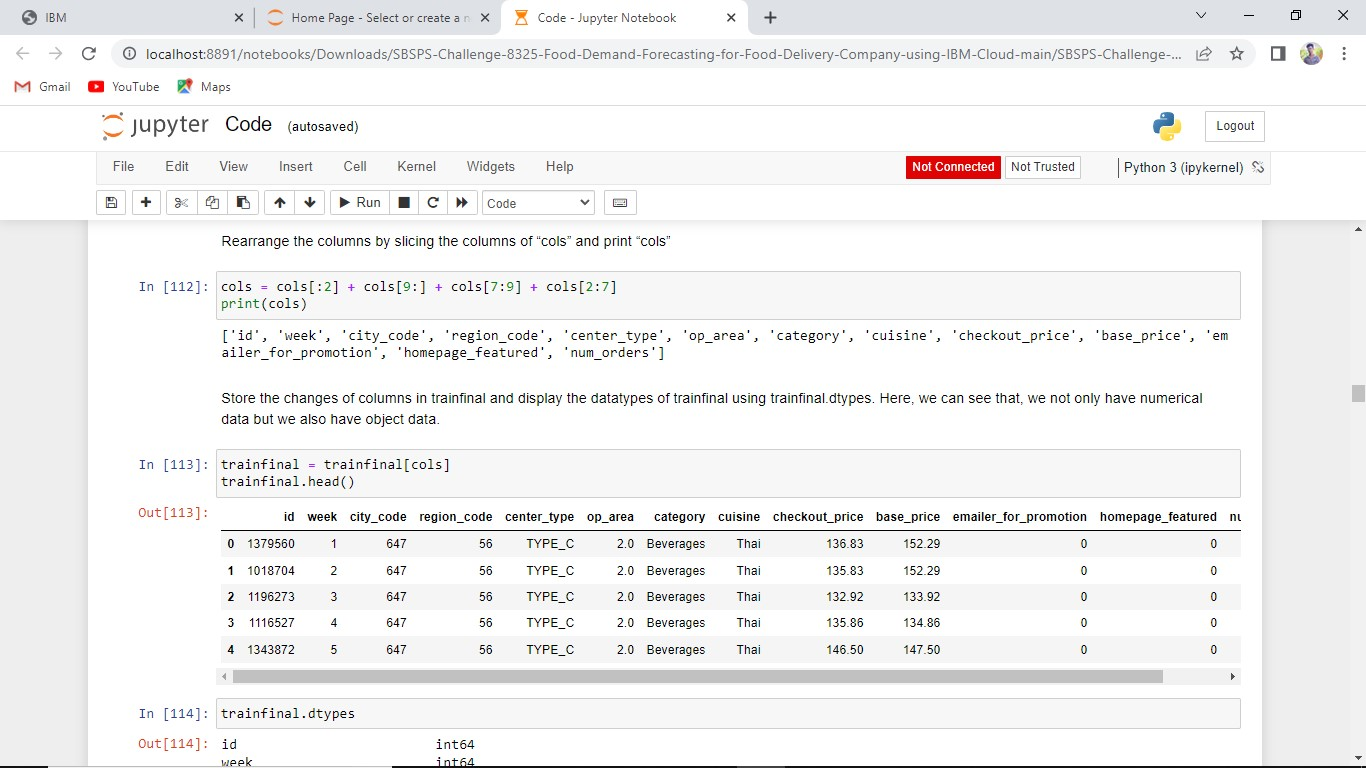 IBM
Home Page - Select or create a n
Code - Jupyter Notebook
localhost:8891/notebooks/Downloads/SBSPS-Challenge-8325-Food-Demand-Forecasting-for-Food-Delivery-Company-using-IBM-Cloud-main/SBSPS-Challenge-...
Gmail YouTube Maps
jupyter Code (autosaved) Logout
File Edit View Insert Cell Kernel Widgets Help Not Connected Not Trusted Python 3 (ipykernel)
Run Code
Rearrange the columns by slicing the columns of “cols” and print “cols”
In [112]: cols = cols[:2] + cols[9:] + cols[7:9] + cols[2:7]
print(cols)
['id', 'week', 'city_code', 'region_code', 'center_type', 'op_area', 'category', 'cuisine', 'checkout_price', 'base_price', 'em
ailer_for_promotion', 'homepage_featured', 'num_orders']
Store the changes of columns in trainfinal and display the datatypes of trainfinal using trainfinal.dtypes. Here, we can see that, we not only have numerical
data but we also have object data.
In [113]: trainfinal = trainfinal[cols]
trainfinal.head()
Out[113]:
id week city_code region_code center_type op_area category cuisine checkout_price base_price emailer_for_promotion homepage_featured nu
0 1379560 1 647 56 TYPE_C 2.0 Beverages Thai 136.83 152.29 0 0
1 1018704 2 647 56 TYPE_C 2.0 Beverages Thai 135.83 152.29 0 0
2 1196273 3 647 56 TYPE_C 2.0 Beverages Thai 132.92 133.92 0 0
3 1116527 4 647 56 TYPE_C 2.0 Beverages Thai 135.86 134.86 0 0
4 1343872 5 647 56 TYPE_C 2.0 Beverages Thai 146.50 147.50 0 0
In [114]: trainfinal.dtypes
Out[114]: id int64
week int64